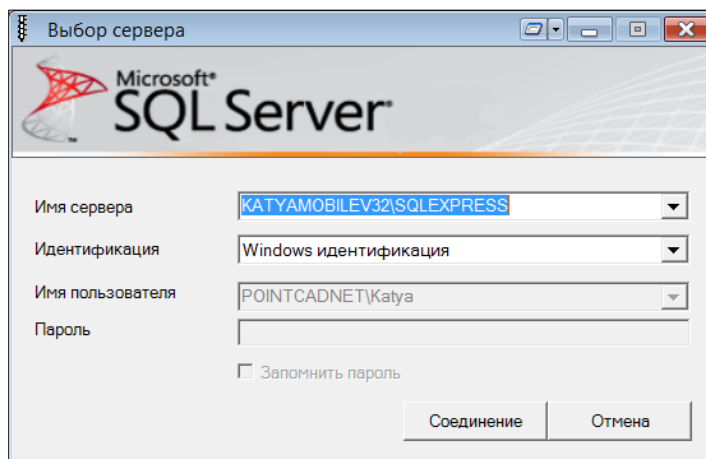 Выбор сервера
Microsoft®
SQL Server®
Имя сервера KATYAMOBILEV32\SQLEXPRESS
Идентификация Windows идентификация
Имя пользователя POINTCADNET\Katya
Пароль
Запомнить пароль
Соединение Отмена